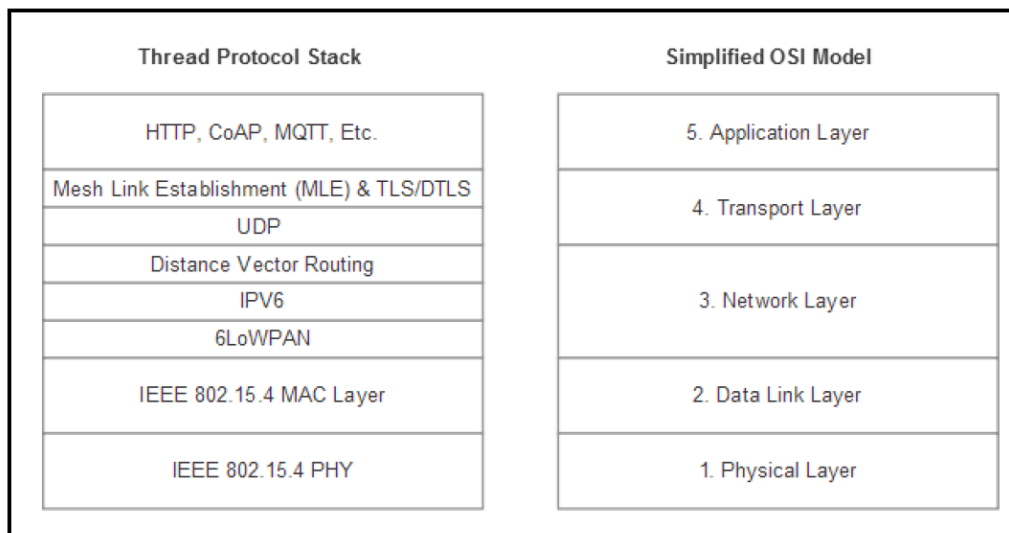 Thread Protocol Stack
HTTP, CoAP, MQTT, Etc.
Mesh Link Establishment (MLE) & TLS/DTLS
UDP
Distance Vector Routing
IPV6
6LoWPAN
IEEE 802.15.4 MAC Layer
IEEE 802.15.4 PHY
Simplified OSI Model
5. Application Layer
4. Transport Layer
3. Network Layer
2. Data Link Layer
1. Physical Layer